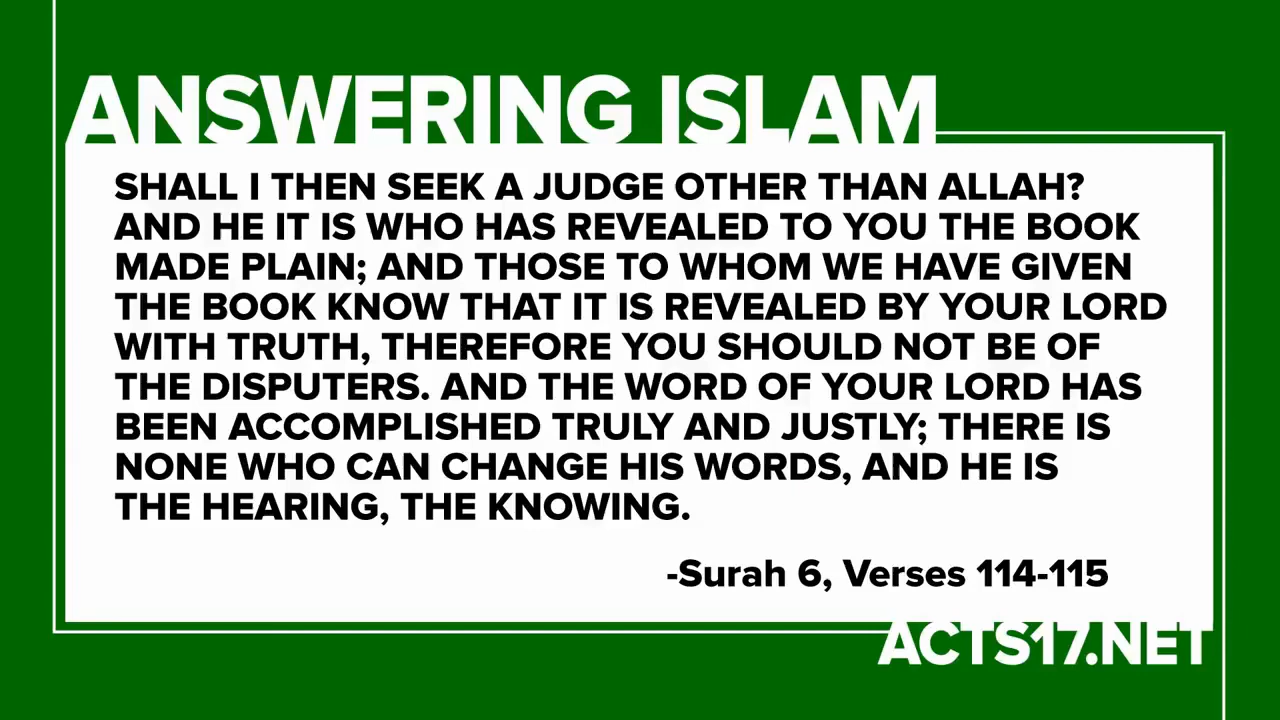 ANSWERING ISLAM
SHALL I THEN SEEK A JUDGE OTHER THAN ALLAH?
AND HE IT IS WHO HAS REVEALED TO YOU THE BOOK
MADE PLAIN; AND THOSE TO WHOM WE HAVE GIVEN
THE BOOK KNOW THAT IT IS REVEALED BY YOUR LORD
WITH TRUTH, THEREFORE YOU SHOULD NOT BE OF
THE DISPUTERS. AND THE WORD OF YOUR LORD HAS
BEEN ACCOMPLISHED TRULY AND JUSTLY; THERE IS
NONE WHO CAN CHANGE HIS WORDS, AND HE IS
THE HEARING, THE KNOWING.
-Surah 6, Verses 114-115
ACTS17.NET